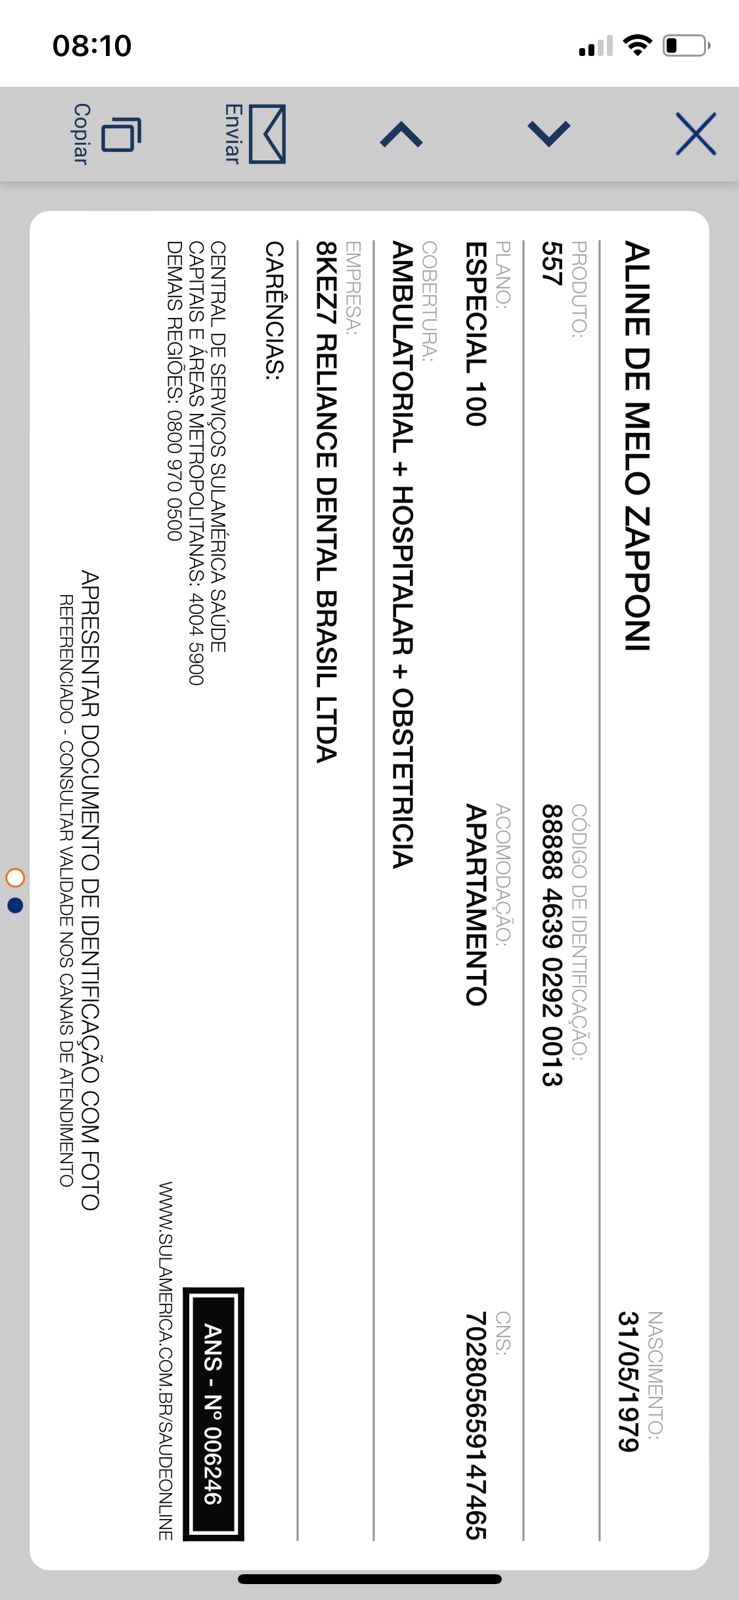 08:10
Copiar
Enviar
ALINE DE MELO ZAPPONI
NASCIMENTO:
31/05/1979
PRODUTO:
557
CÓDIGO DE IDENTIFICAÇÃO:
88888 4639 0292 0013
PLANO:
ESPECIAL 100
ACOMODAÇÃO:
APARTAMENTO
CNS:
702805659147465
COBERTURA:
AMBULATORIAL + HOSPITALAR + OBSTETRICIA
EMPRESA:
8KEZ7 RELIANCE DENTAL BRASIL LTDA
CARÊNCIAS:
CENTRAL DE SERVIÇOS SULAMÉRICA SAÚDE
CAPITAIS E ÁREAS METROPOLITANAS: 4004 5900
DEMAIS REGIÕES: 0800 970 0500
ANS - Nº 006246
WWW.SULAMERICA.COM.BR/SAUDEONLINE
APRESENTAR DOCUMENTO DE IDENTIFICAÇÃO COM FOTO
REFERENCIADO - CONSULTAR VALIDADE NOS CANAIS DE ATENDIMENTO